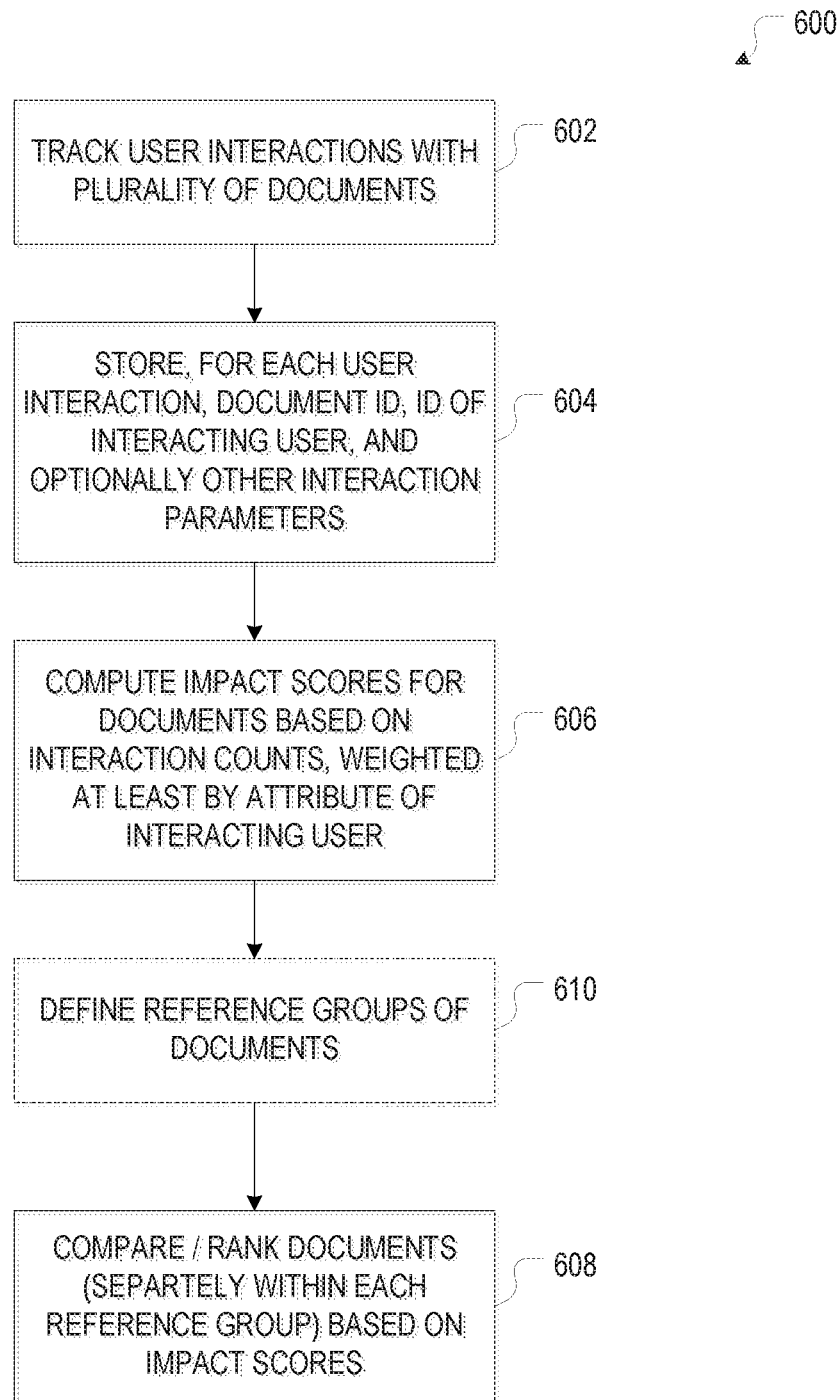 600
TRACK USER INTERACTIONS WITH
PLURALITY OF DOCUMENTS
602
STORE, FOR EACH USER
INTERACTION, DOCUMENT ID, ID OF
INTERACTING USER, AND
OPTIONALLY OTHER INTERACTION
PARAMETERS
604
COMPUTE IMPACT SCORES FOR
DOCUMENTS BASED ON
INTERACTION COUNTS, WEIGHTED
AT LEAST BY ATTRIBUTE OF
INTERACTING USER
606
DEFINE REFERENCE GROUPS OF
DOCUMENTS
610
COMPARE / RANK DOCUMENTS
(SEPARTELY WITHIN EACH
REFERENCE GROUP) BASED ON
IMPACT SCORES
608